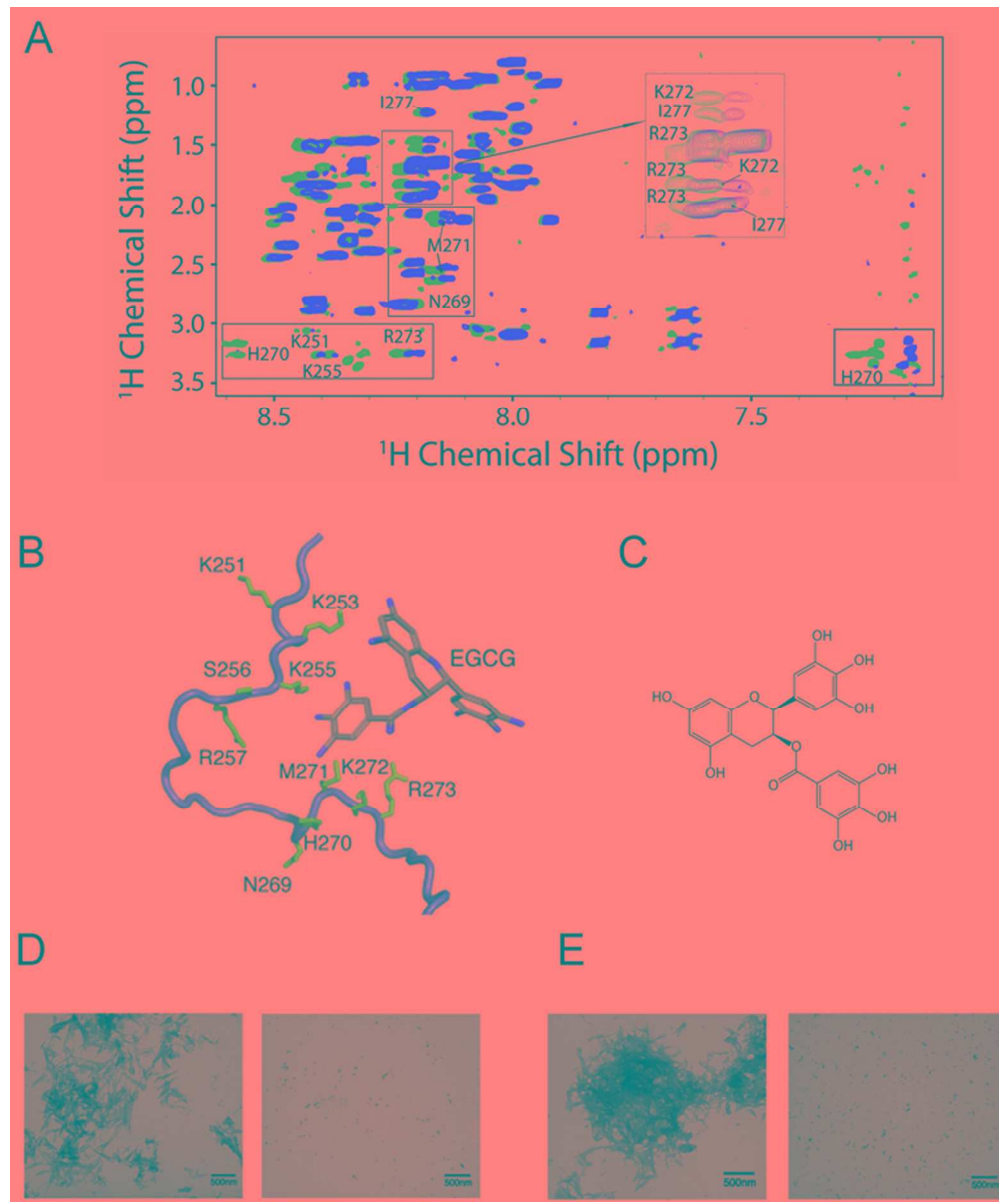 A
I277
K272
I277
R273
R273
K272
R273
I277
M271
N269
K251
R273
H270
K255
H270
1.0
1.5
2.0
2.5
3.0
3.5
8.5
8.0
7.5
¹H Chemical Shift (ppm)
¹H Chemical Shift (ppm)
B
K251
K253
EGCG
S256
K255
R257
M271
K272
R273
H270
N269
C
OH
OH
HO
O
OH
OH
O
O
OH
OH
OH
D
500nm
500nm
E
500nm
500nm